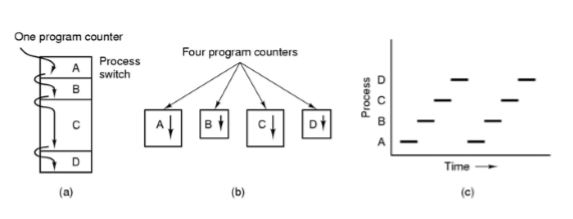 One program counter
Process
switch
A
B
C
D
(a)
Four program counters
A
B
C
D
(b)
Process
D
C
B
A
Time
(c)